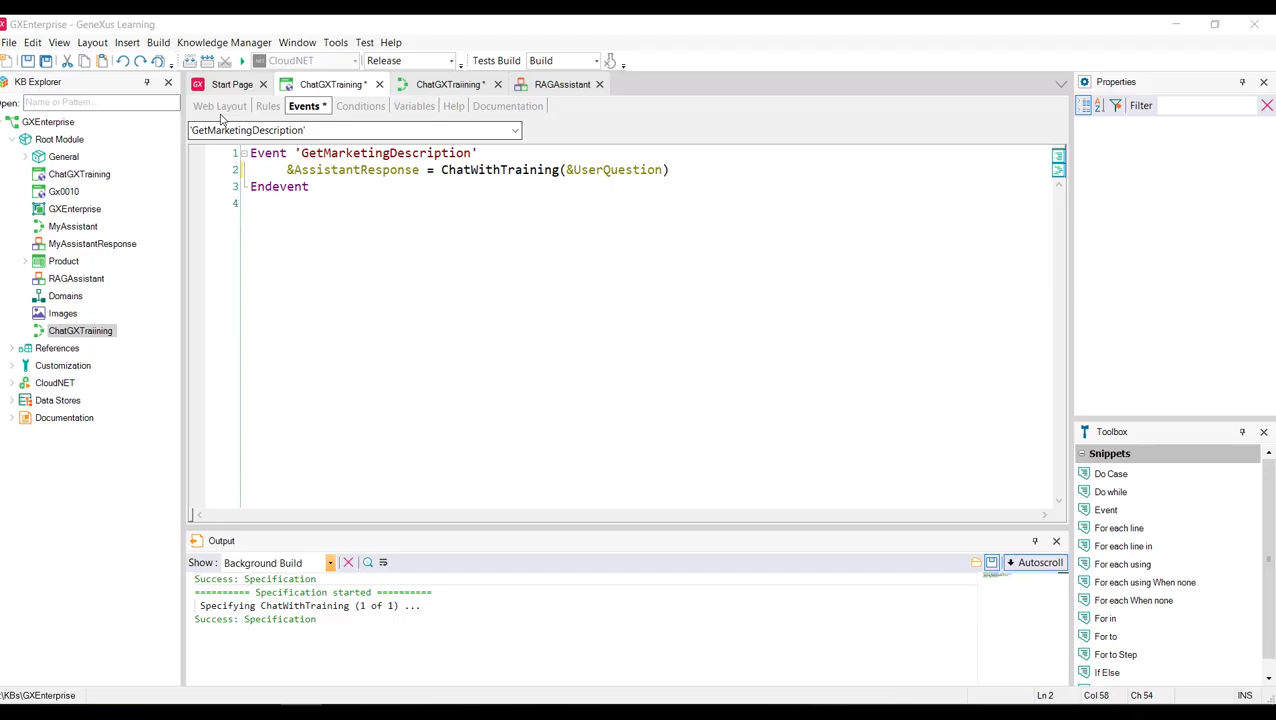 GXEnterprise - GeneXus Learning
File Edit View Layout Insert Build Knowledge Manager Window Tools Test Help
CloudNET Release Tests Build Build
KB Explorer
Open: Name or Pattern...
GXEnterprise
Root Module
General
ChatGXTraining
Gx0010
GXEnterprise
MyAssistant
MyAssistantResponse
Product
RAGAssistant
Domains
Images
ChatGXTraiining
References
Customization
CloudNET
Data Stores
Documentation
Start Page ChatGXTraining * ChatGXTraiining * RAGAssistant
Web Layout Rules Events * Conditions Variables Help Documentation
'GetMarketingDescription'
1 Event 'GetMarketingDescription'
2 &AssistantResponse = ChatWithTraining(&UserQuestion)
3 Endevent
4
Output
Show: Background Build Autoscroll
Success: Specification
========== Specification started ==========
Specifying ChatWithTraining (1 of 1) ...
Success: Specification
Properties
Filter
Toolbox
Snippets
Do Case
Do while
Event
For each line
For each line in
For each using
For each using When none
For each When none
For in
For to
For to Step
If Else
:\KBs\GXEnterprise Ln 2 Col 58 Ch 54 INS